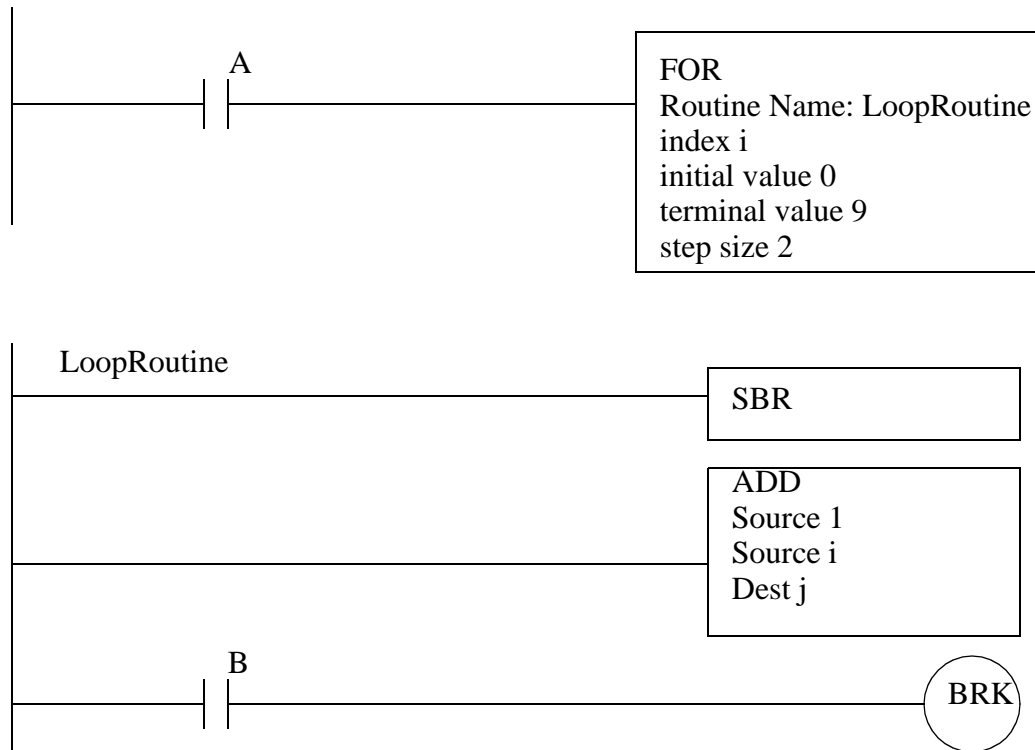 A
FOR
Routine Name: LoopRoutine
index i
initial value 0
terminal value 9
step size 2
LoopRoutine
SBR
ADD
Source 1
Source i
Dest j
B
BRK